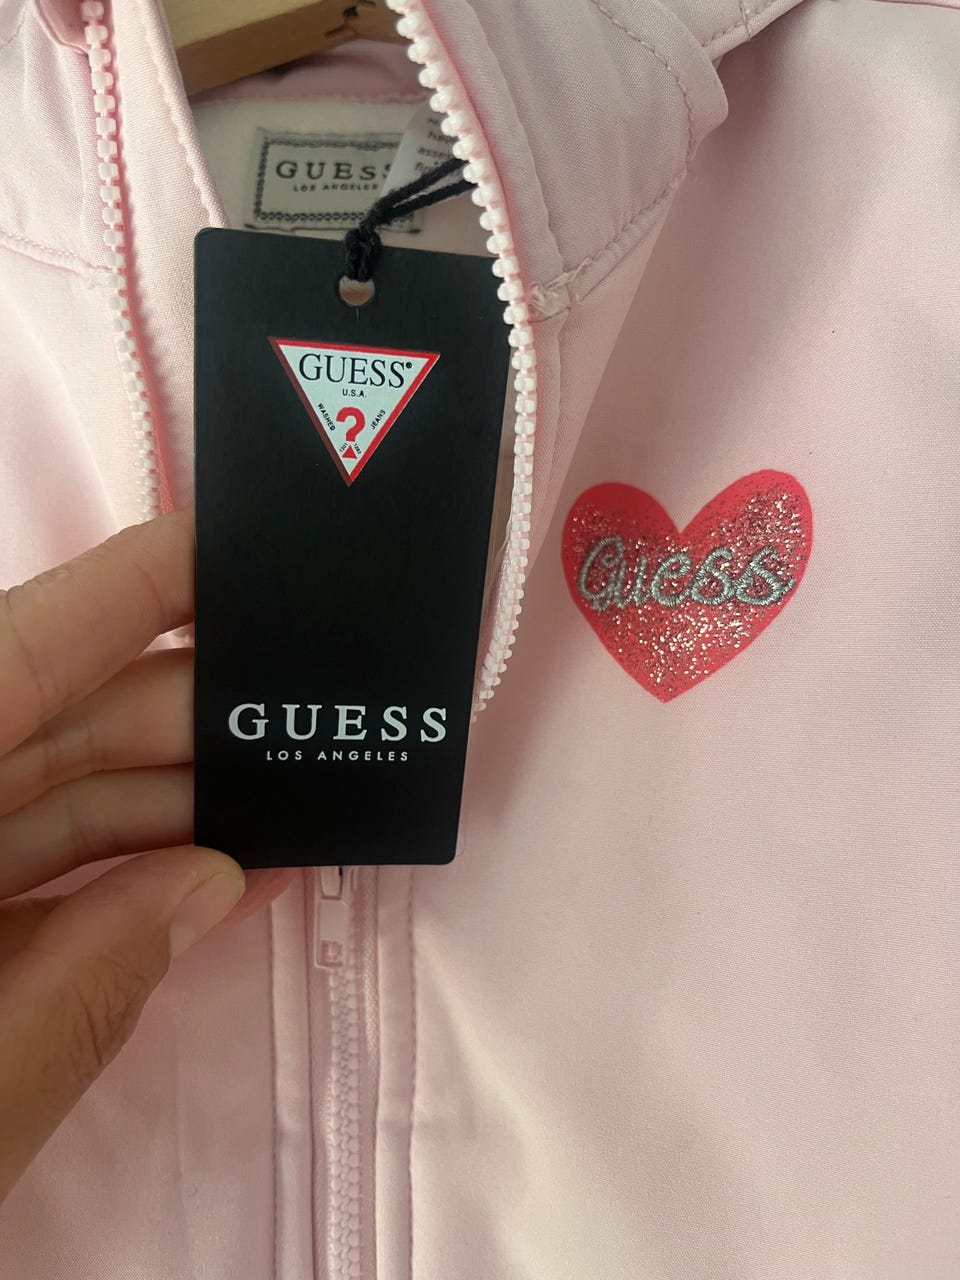 GUESS
LOS ANGELES
GUESS®
U.S.A.
WASHED
?
JEANS
Guess
GUESS
LOS ANGELES